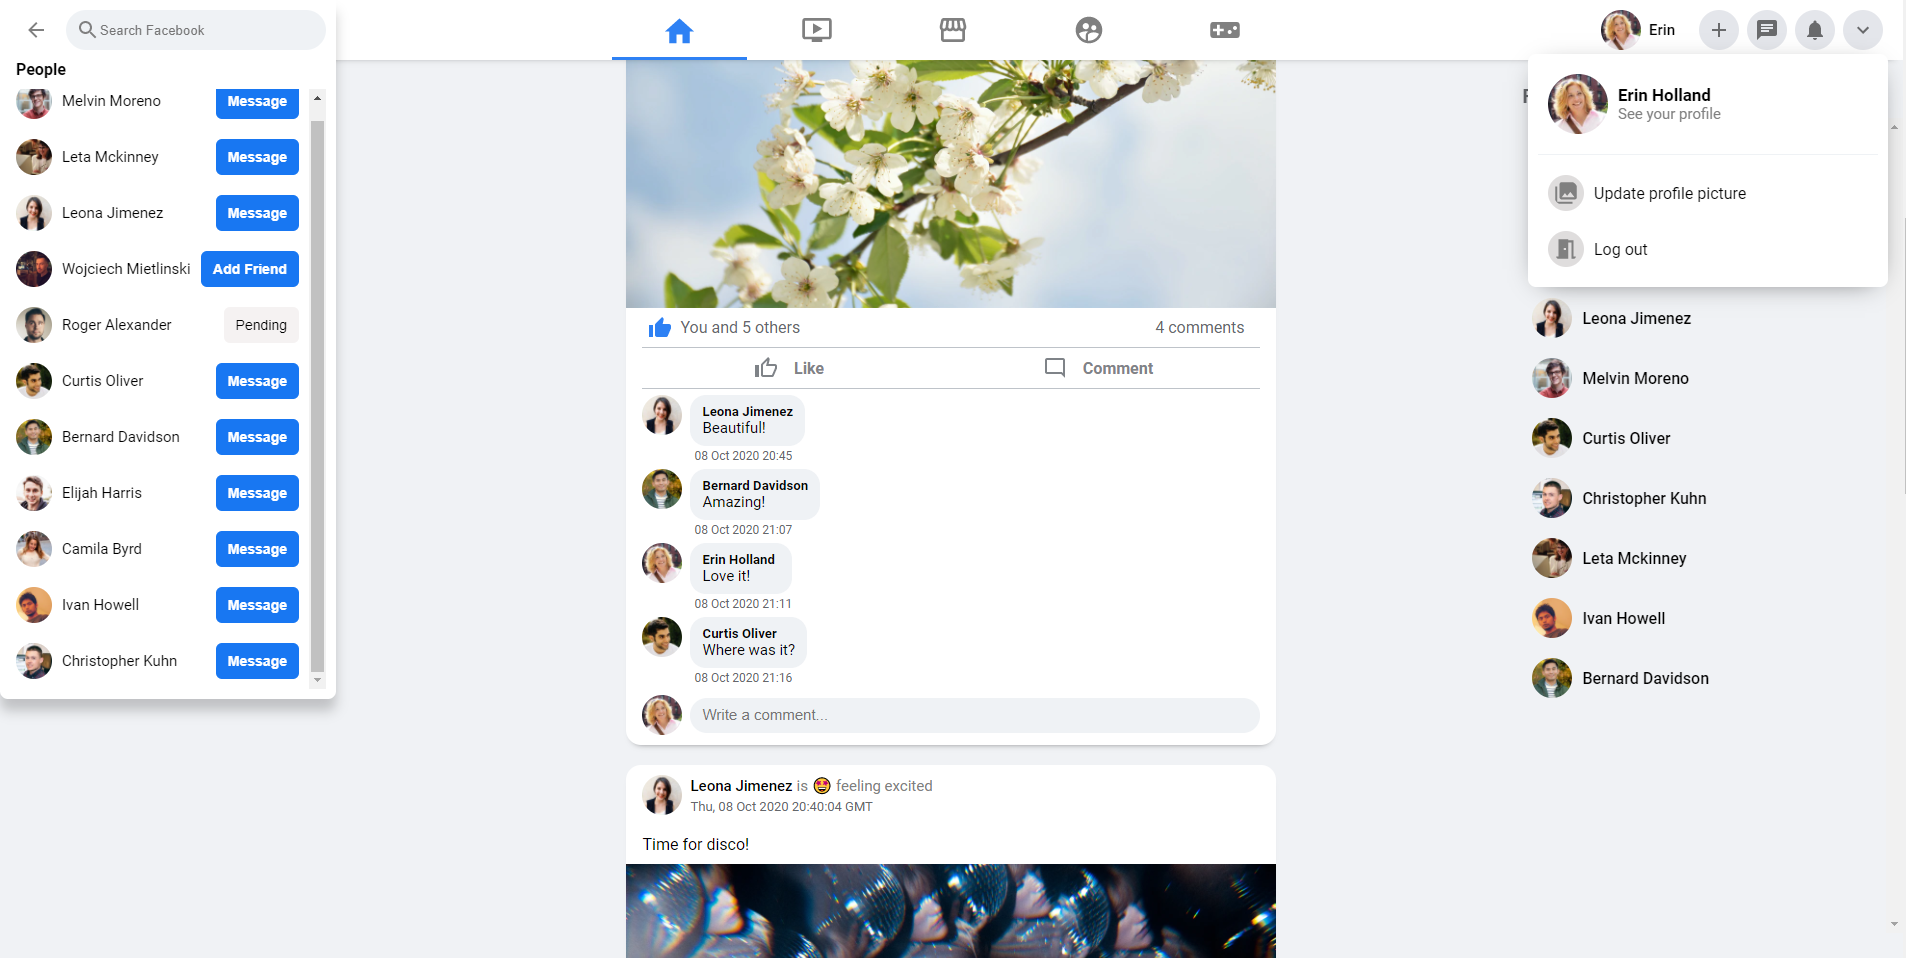 Search Facebook
Erin
People
Melvin Moreno
Message
Leta Mckinney
Message
Leona Jimenez
Message
Wojciech Mietlinski
Add Friend
Roger Alexander
Pending
Curtis Oliver
Message
Bernard Davidson
Message
Elijah Harris
Message
Camila Byrd
Message
Ivan Howell
Message
Christopher Kuhn
Message
You and 5 others
4 comments
Like
Comment
Leona Jimenez
Beautiful!
08 Oct 2020 20:45
Bernard Davidson
Amazing!
08 Oct 2020 21:07
Erin Holland
Love it!
08 Oct 2020 21:11
Curtis Oliver
Where was it?
08 Oct 2020 21:16
Write a comment...
Leona Jimenez is 🤩 feeling excited
Thu, 08 Oct 2020 20:40:04 GMT
Time for disco!
Erin Holland
See your profile
Update profile picture
Log out
Leona Jimenez
Melvin Moreno
Curtis Oliver
Christopher Kuhn
Leta Mckinney
Ivan Howell
Bernard Davidson